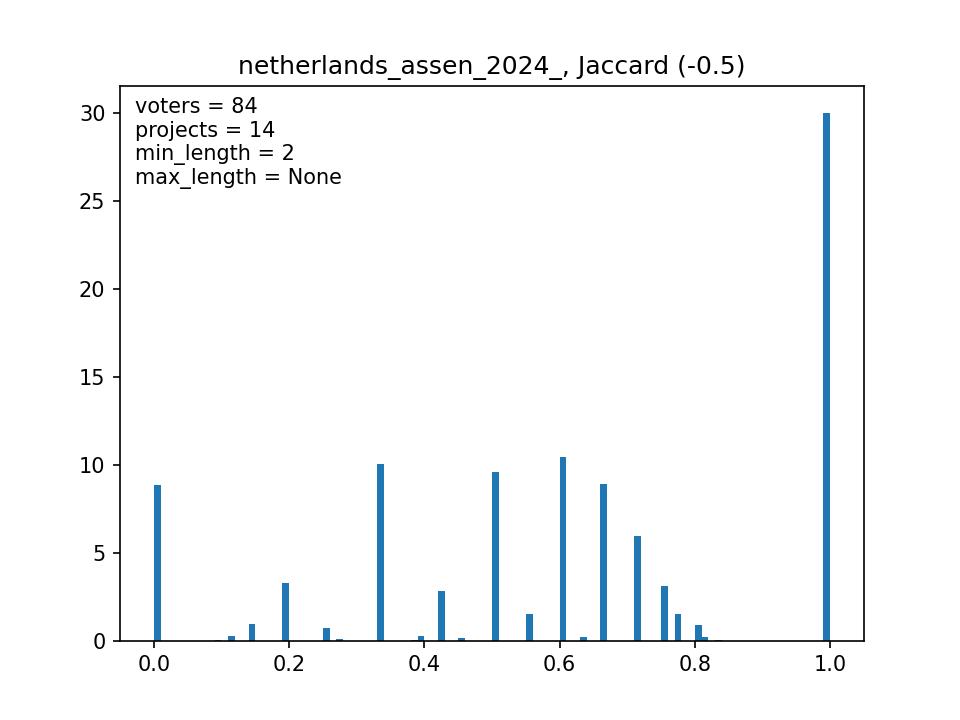 netherlands_assen_2024_, Jaccard (-0.5)
voters = 84
projects = 14
min_length = 2
max_length = None
30
25
20
15
10
5
0
0.0 0.2 0.4 0.6 0.8 1.0